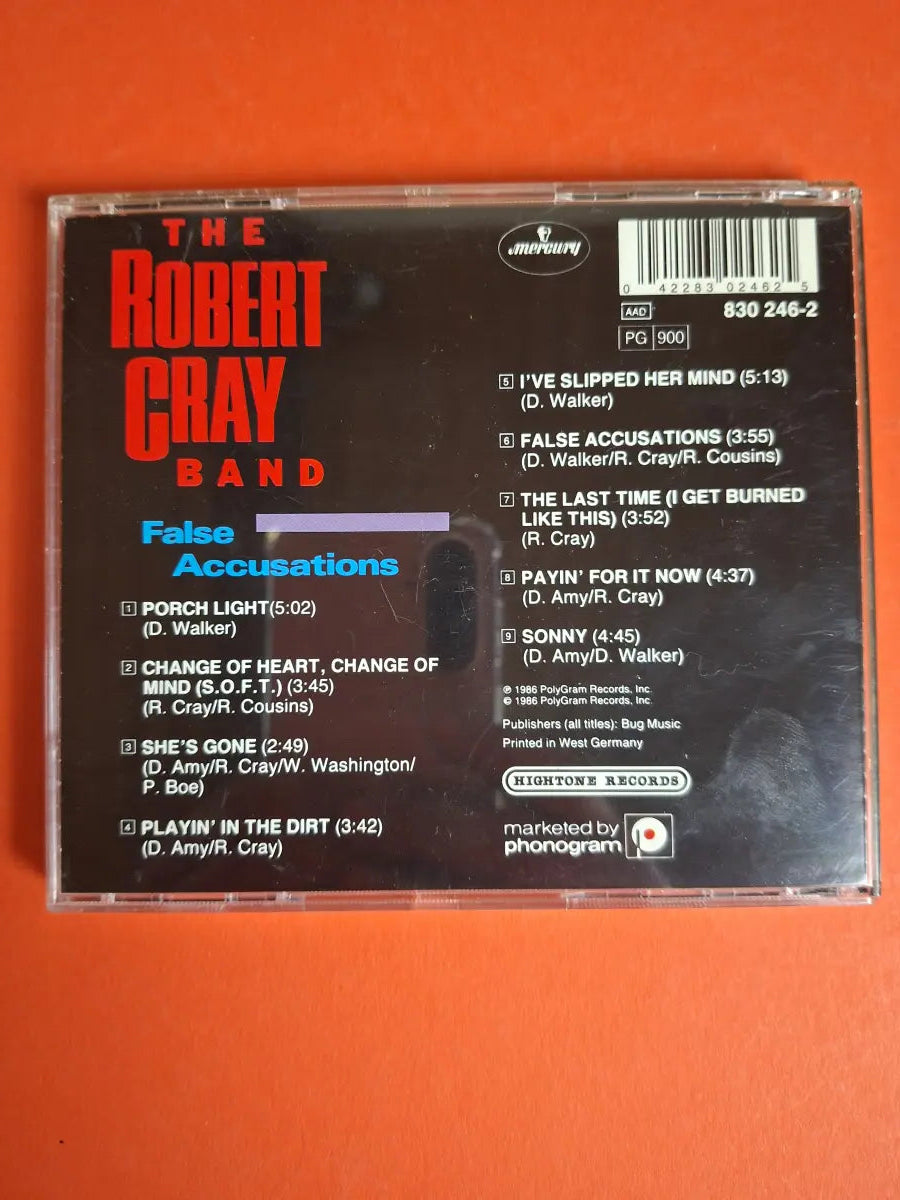 THE
ROBERT
CRAY
BAND
False
Accusations
1 PORCH LIGHT(5:02)
(D. Walker)
2 CHANGE OF HEART, CHANGE OF
MIND (S.O.F.T.) (3:45)
(R. Cray/R. Cousins)
3 SHE'S GONE (2:49)
(D. Amy/R. Cray/W. Washington/
P. Boe)
4 PLAYIN' IN THE DIRT (3:42)
(D. Amy/R. Cray)
mercury
0 42283 02462 5
AAD
830 246-2
PG 900
5 I'VE SLIPPED HER MIND (5:13)
(D. Walker)
6 FALSE ACCUSATIONS (3:55)
(D. Walker/R. Cray/R. Cousins)
7 THE LAST TIME (I GET BURNED
LIKE THIS) (3:52)
(R. Cray)
8 PAYIN' FOR IT NOW (4:37)
(D. Amy/R. Cray)
9 SONNY (4:45)
(D. Amy/D. Walker)
℗ 1986 PolyGram Records, Inc.
© 1986 PolyGram Records, Inc.
Publishers (all titles): Bug Music
Printed in West Germany
HIGHTONE RECORDS
marketed by
phonogram